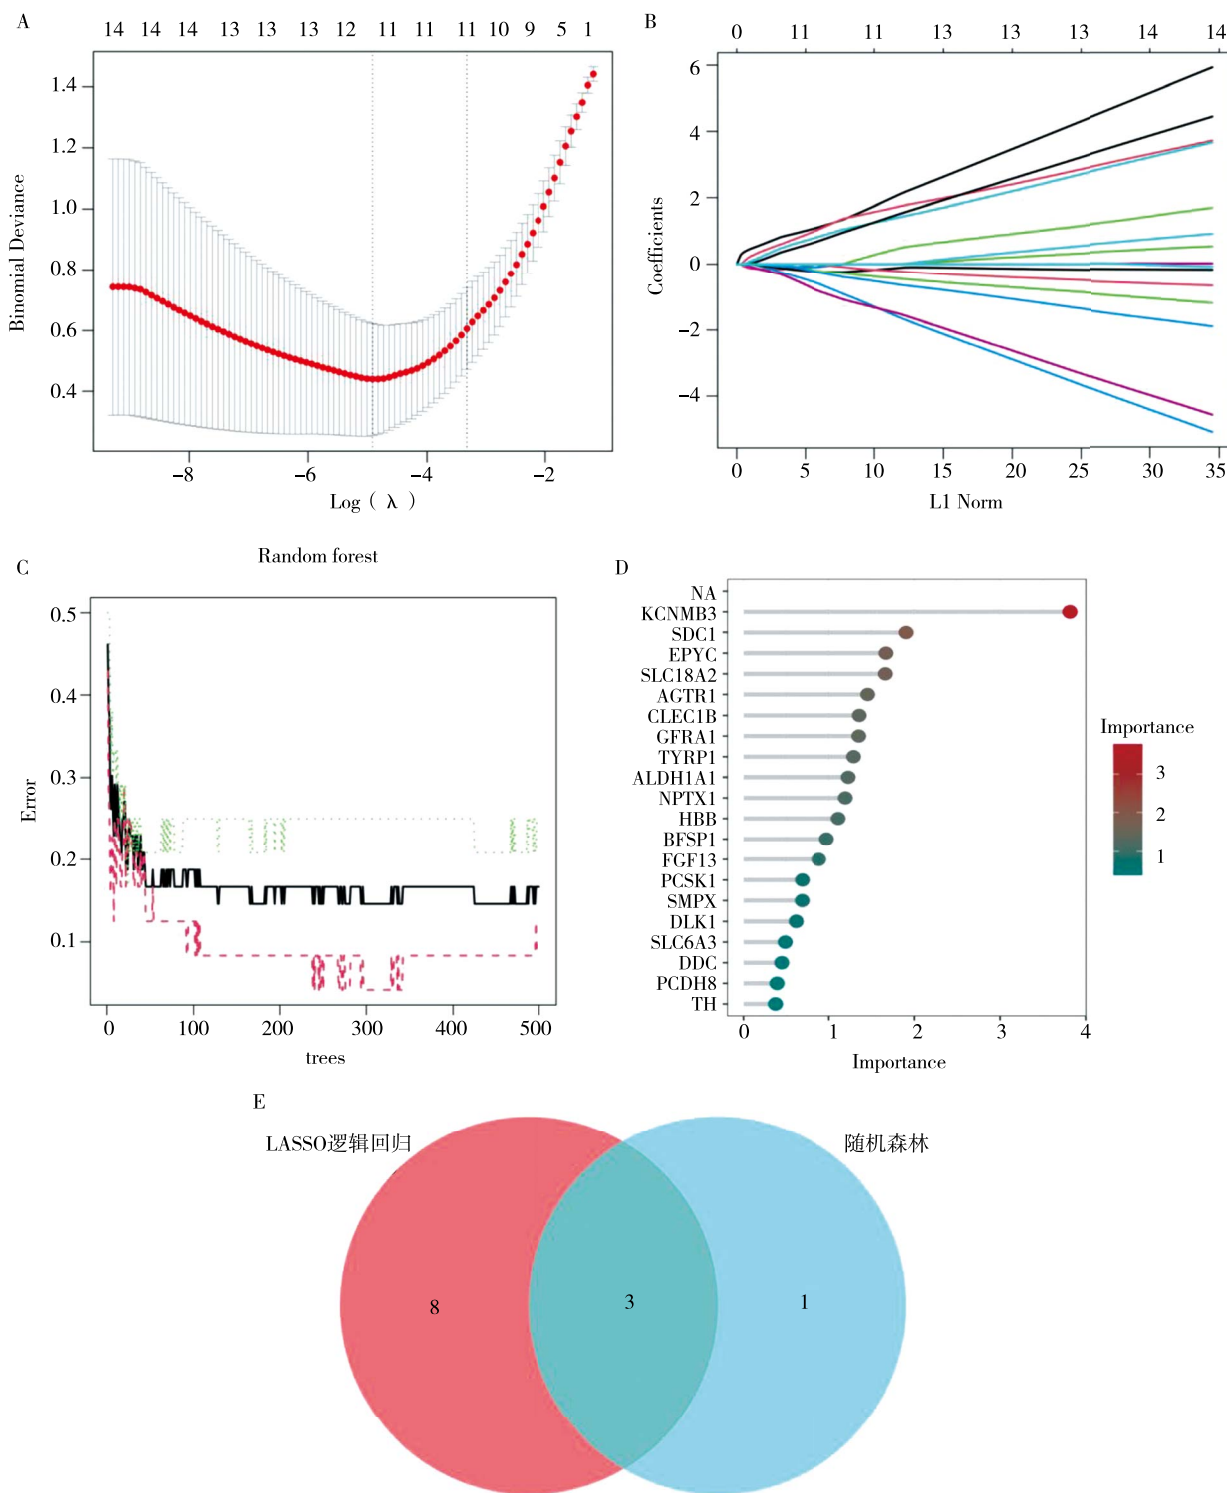 A
14 14 14 13 13 13 12 11 11 11 10 9 5 1
1.4
1.2
1.0
0.8
0.6
0.4
Binomial Deviance
−8 −6 −4 −2
Log（ λ ）
B
0 11 11 13 13 13 14 14
6
4
2
0
−2
−4
Coefficients
0 5 10 15 20 25 30 35
L1 Norm
C
Random forest
0.5
0.4
0.3
0.2
0.1
Error
0 100 200 300 400 500
trees
D
NA
KCNMB3
SDC1
EPYC
SLC18A2
AGTR1
CLEC1B
GFRA1
TYRP1
ALDH1A1
NPTX1
HBB
BFSP1
FGF13
PCSK1
SMPX
DLK1
SLC6A3
DDC
PCDH8
TH
0 1 2 3 4
Importance
Importance
3
2
1
E
LASSO逻辑回归
随机森林
8 3 1